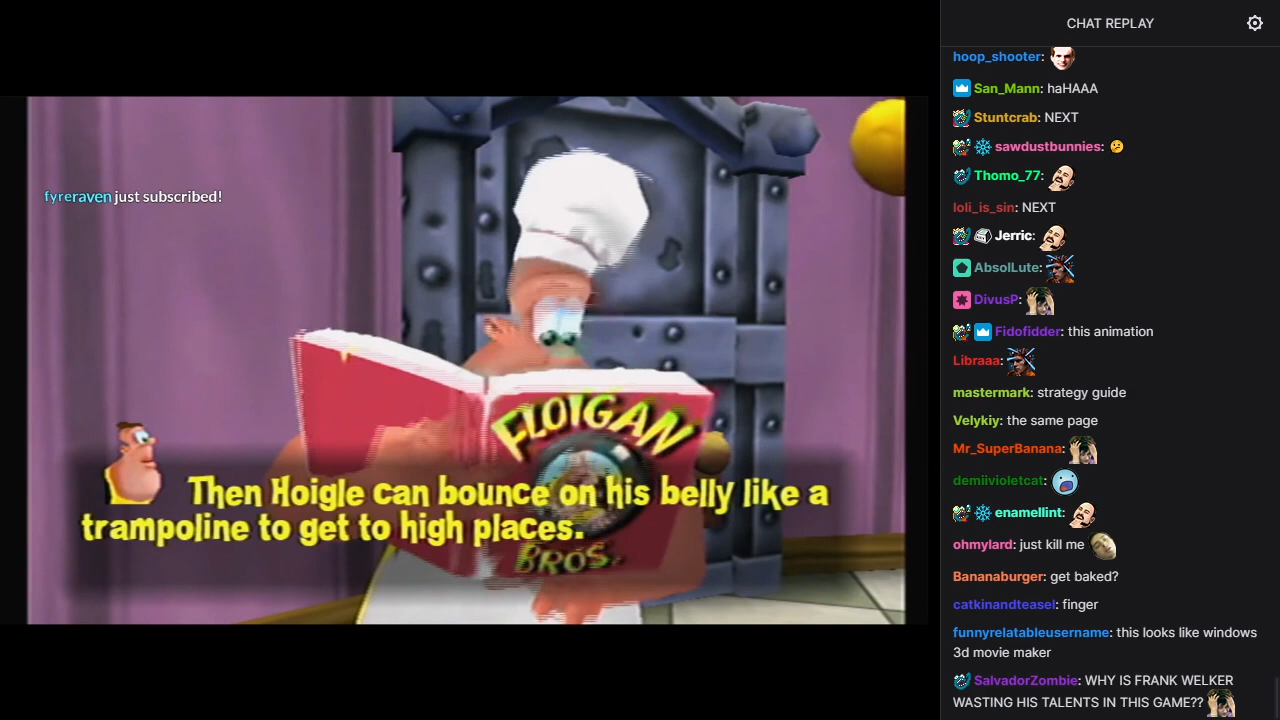 CHAT REPLAY
hoop_shooter:
San_Mann: haHAAA
Stuntcrab: NEXT
sawdustbunnies:
Thomo_77:
loli_is_sin: NEXT
Jerric:
AbsolLute:
DivusP:
Fidofidder: this animation
Libraaa:
mastermark: strategy guide
Velykiy: the same page
Mr_SuperBanana:
demiivioletcat:
enamellint:
ohmylard: just kill me
Bananaburger: get baked?
catkinandteasel: finger
funnyrelatableusername: this looks like windows
3d movie maker
SalvadorZombie: WHY IS FRANK WELKER
WASTING HIS TALENTS IN THIS GAME??
fyreraven just subscribed!
FLOIGAN
BROS.
Then Hoigle can bounce on his belly like a
trampoline to get to high places.